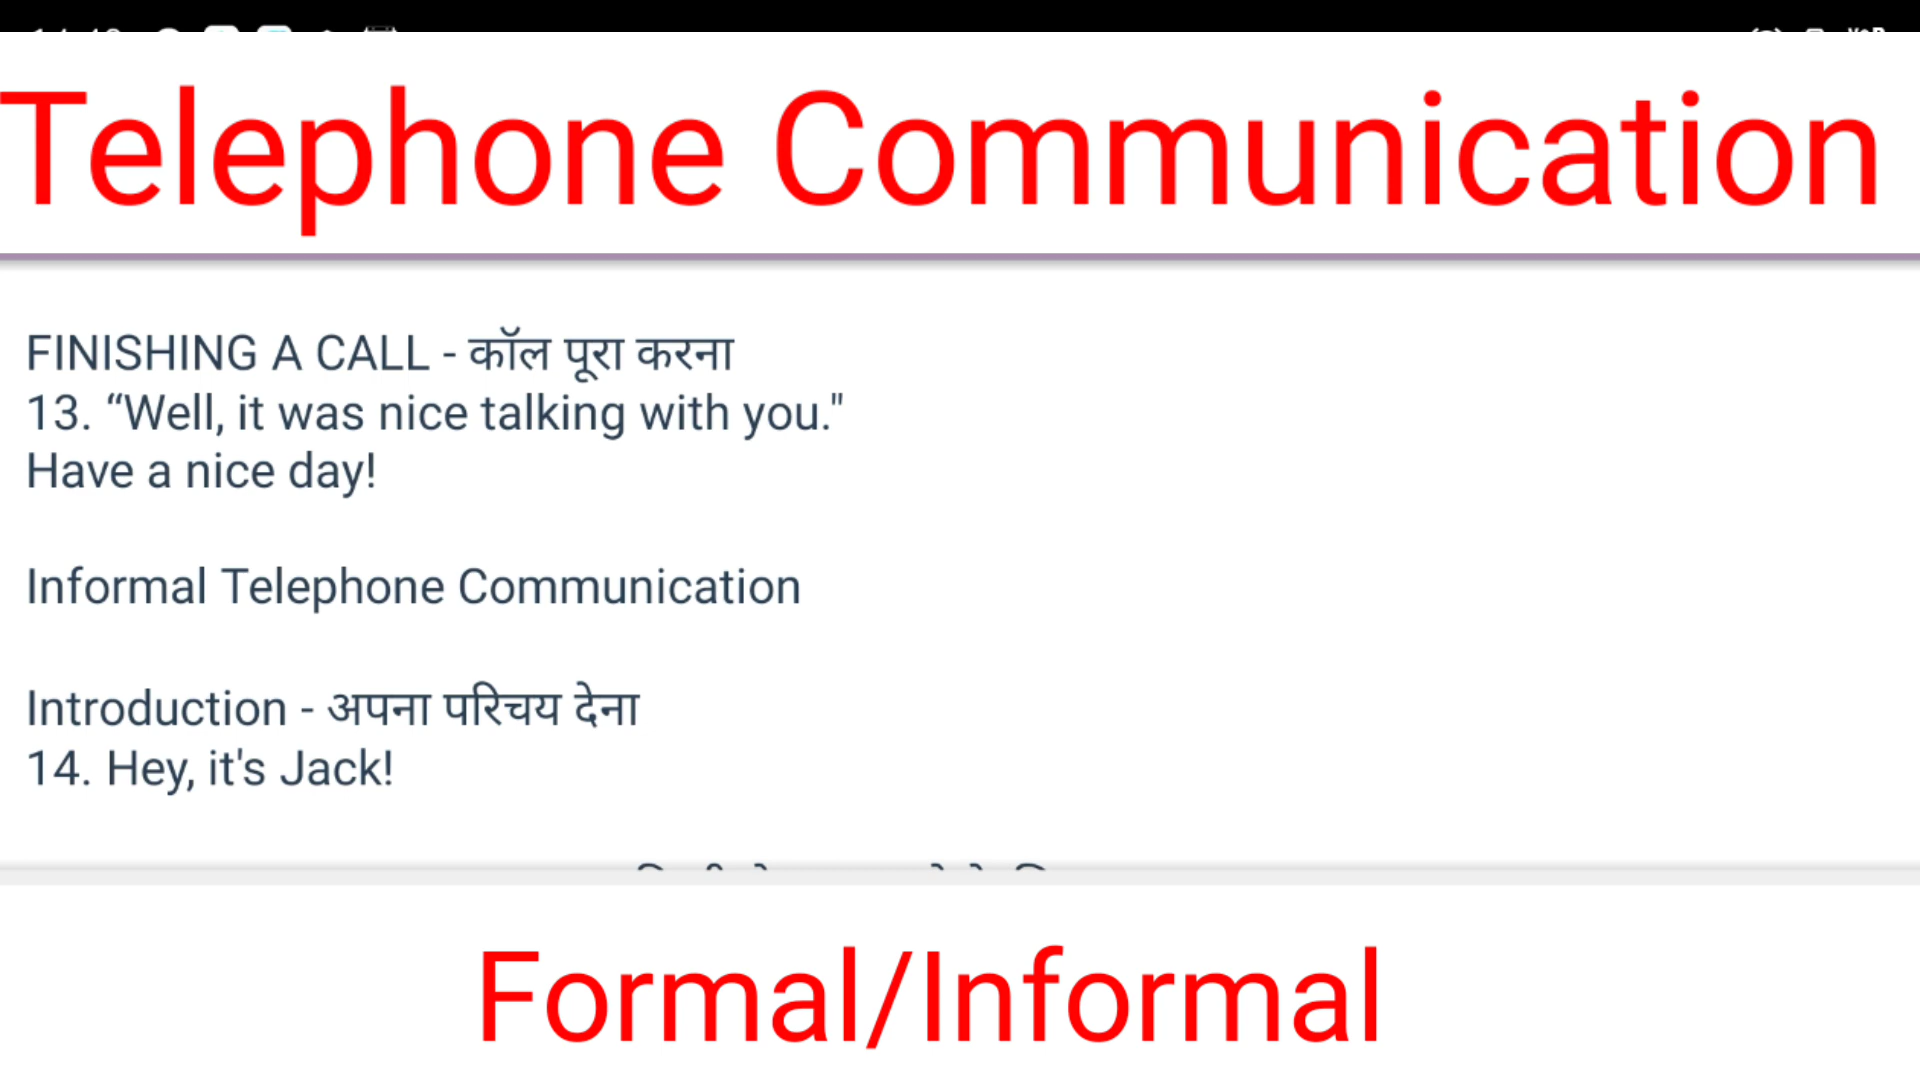 Telephone Communication
FINISHING A CALL - कॉल पूरा करना
13. “Well, it was nice talking with you."
Have a nice day!
Informal Telephone Communication
Introduction - अपना परिचय देना
14. Hey, it's Jack!
Formal/Informal